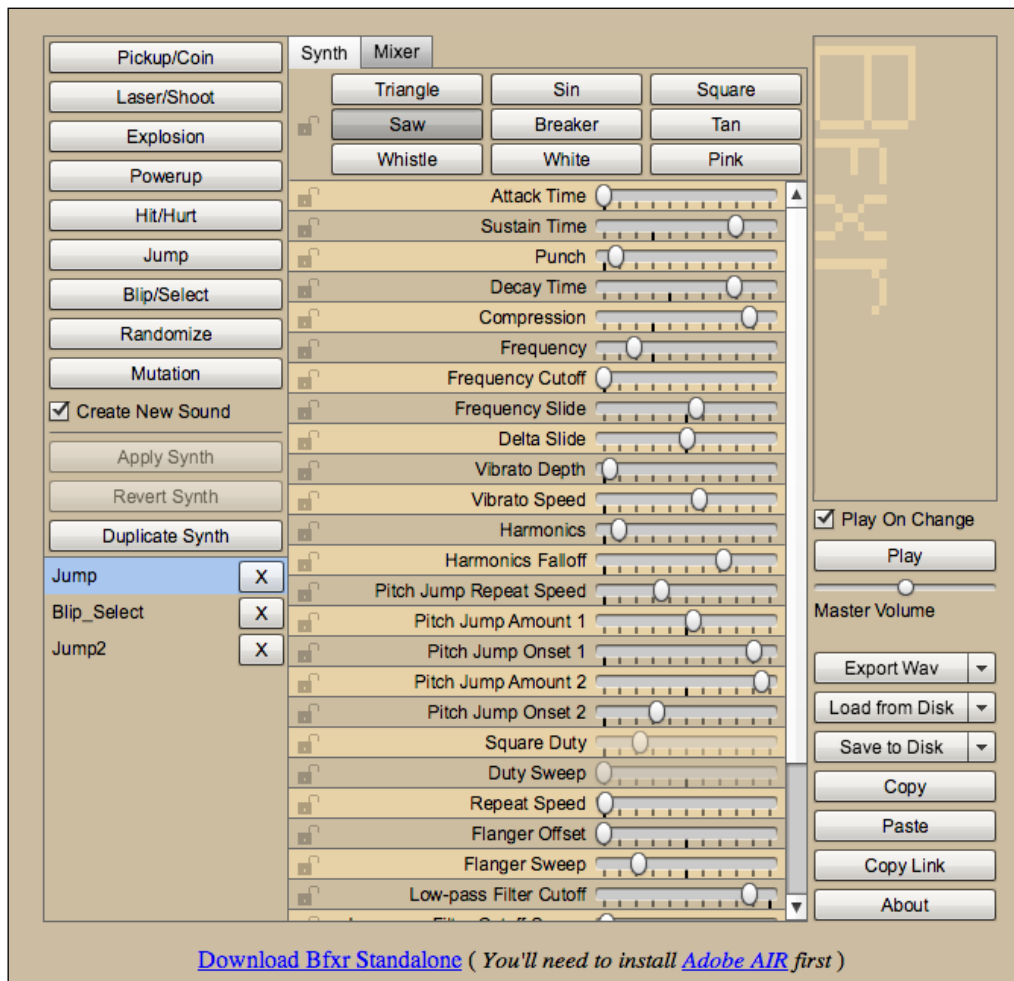 Pickup/Coin
Laser/Shoot
Explosion
Powerup
Hit/Hurt
Jump
Blip/Select
Randomize
Mutation
Create New Sound
Apply Synth
Revert Synth
Duplicate Synth
Jump X
Blip_Select X
Jump2 X
Synth Mixer
Triangle Sin Square
Saw Breaker Tan
Whistle White Pink
Attack Time
Sustain Time
Punch
Decay Time
Compression
Frequency
Frequency Cutoff
Frequency Slide
Delta Slide
Vibrato Depth
Vibrato Speed
Harmonics
Harmonics Falloff
Pitch Jump Repeat Speed
Pitch Jump Amount 1
Pitch Jump Onset 1
Pitch Jump Amount 2
Pitch Jump Onset 2
Square Duty
Duty Sweep
Repeat Speed
Flanger Offset
Flanger Sweep
Low-pass Filter Cutoff
Bfxr
Play On Change
Play
Master Volume
Export Wav
Load from Disk
Save to Disk
Copy
Paste
Copy Link
About
Download Bfxr Standalone ( You'll need to install Adobe AIR first )